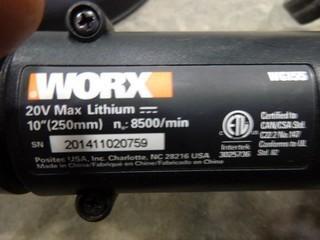 WORX
WG155
20V Max Lithium
10"(250mm) n₀: 8500/min
SN 201411020759
Positec USA, Inc. Charlotte, NC 28216 USA
Made in China/Fabricado en China/Fabriqué en Chine
Intertek
3025736
Certified to
CAN/CSA Std.
C22.2 No.147
Conforms to UL
Std. 82